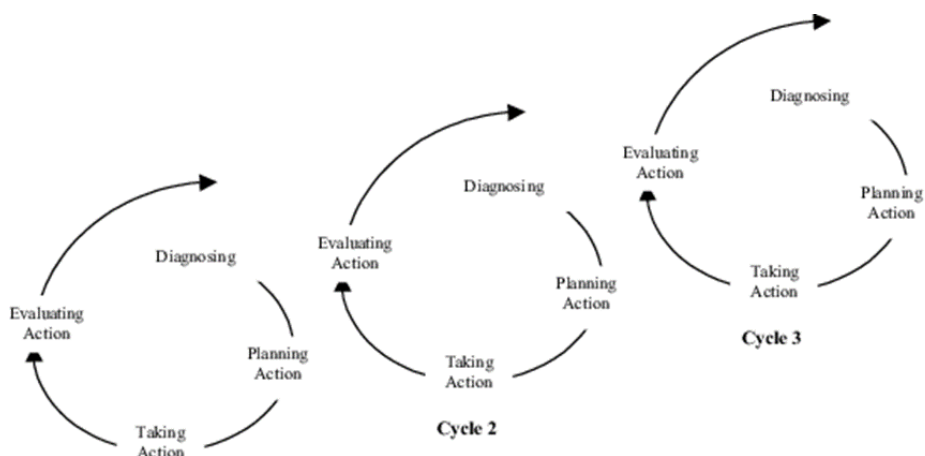 Diagnosing
Planning
Action
Taking
Action
Evaluating
Action
Diagnosing
Planning
Action
Taking
Action
Evaluating
Action
Cycle 2
Diagnosing
Planning
Action
Taking
Action
Evaluating
Action
Cycle 3